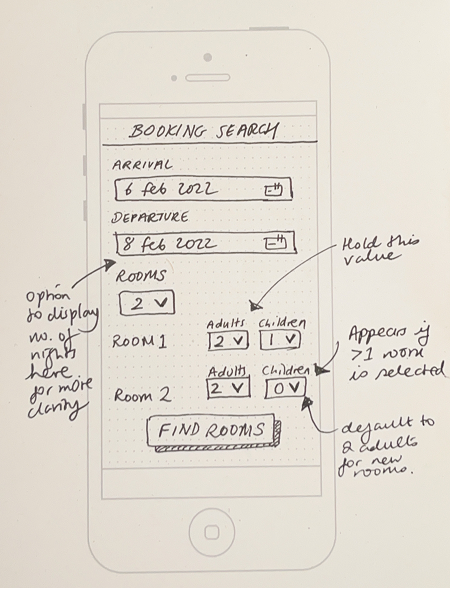 BOOKING SEARCH
ARRIVAL
6 Feb 2022
DEPARTURE
8 Feb 2022
ROOMS
2
Adults Children
ROOM 1 2 1
Adults Children
Room 2 2 0
FIND ROOMS
option
to display
no. of
nights
here
for more
clarity
Hold this
value
Appears if
>1 room
is selected
default to
2 adults
for new
rooms.